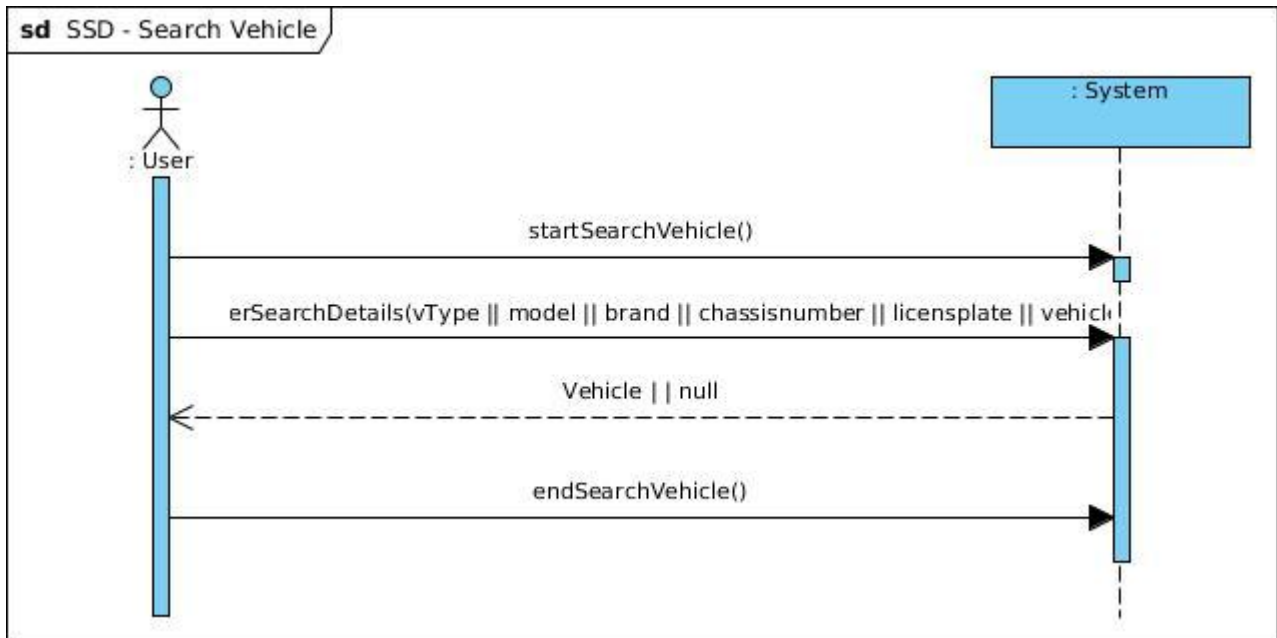 sd SSD - Search Vehicle
: User
: System
startSearchVehicle()
erSearchDetails(vType || model || brand || chassisnumber || licensplate || vehicl
Vehicle | | null
endSearchVehicle()